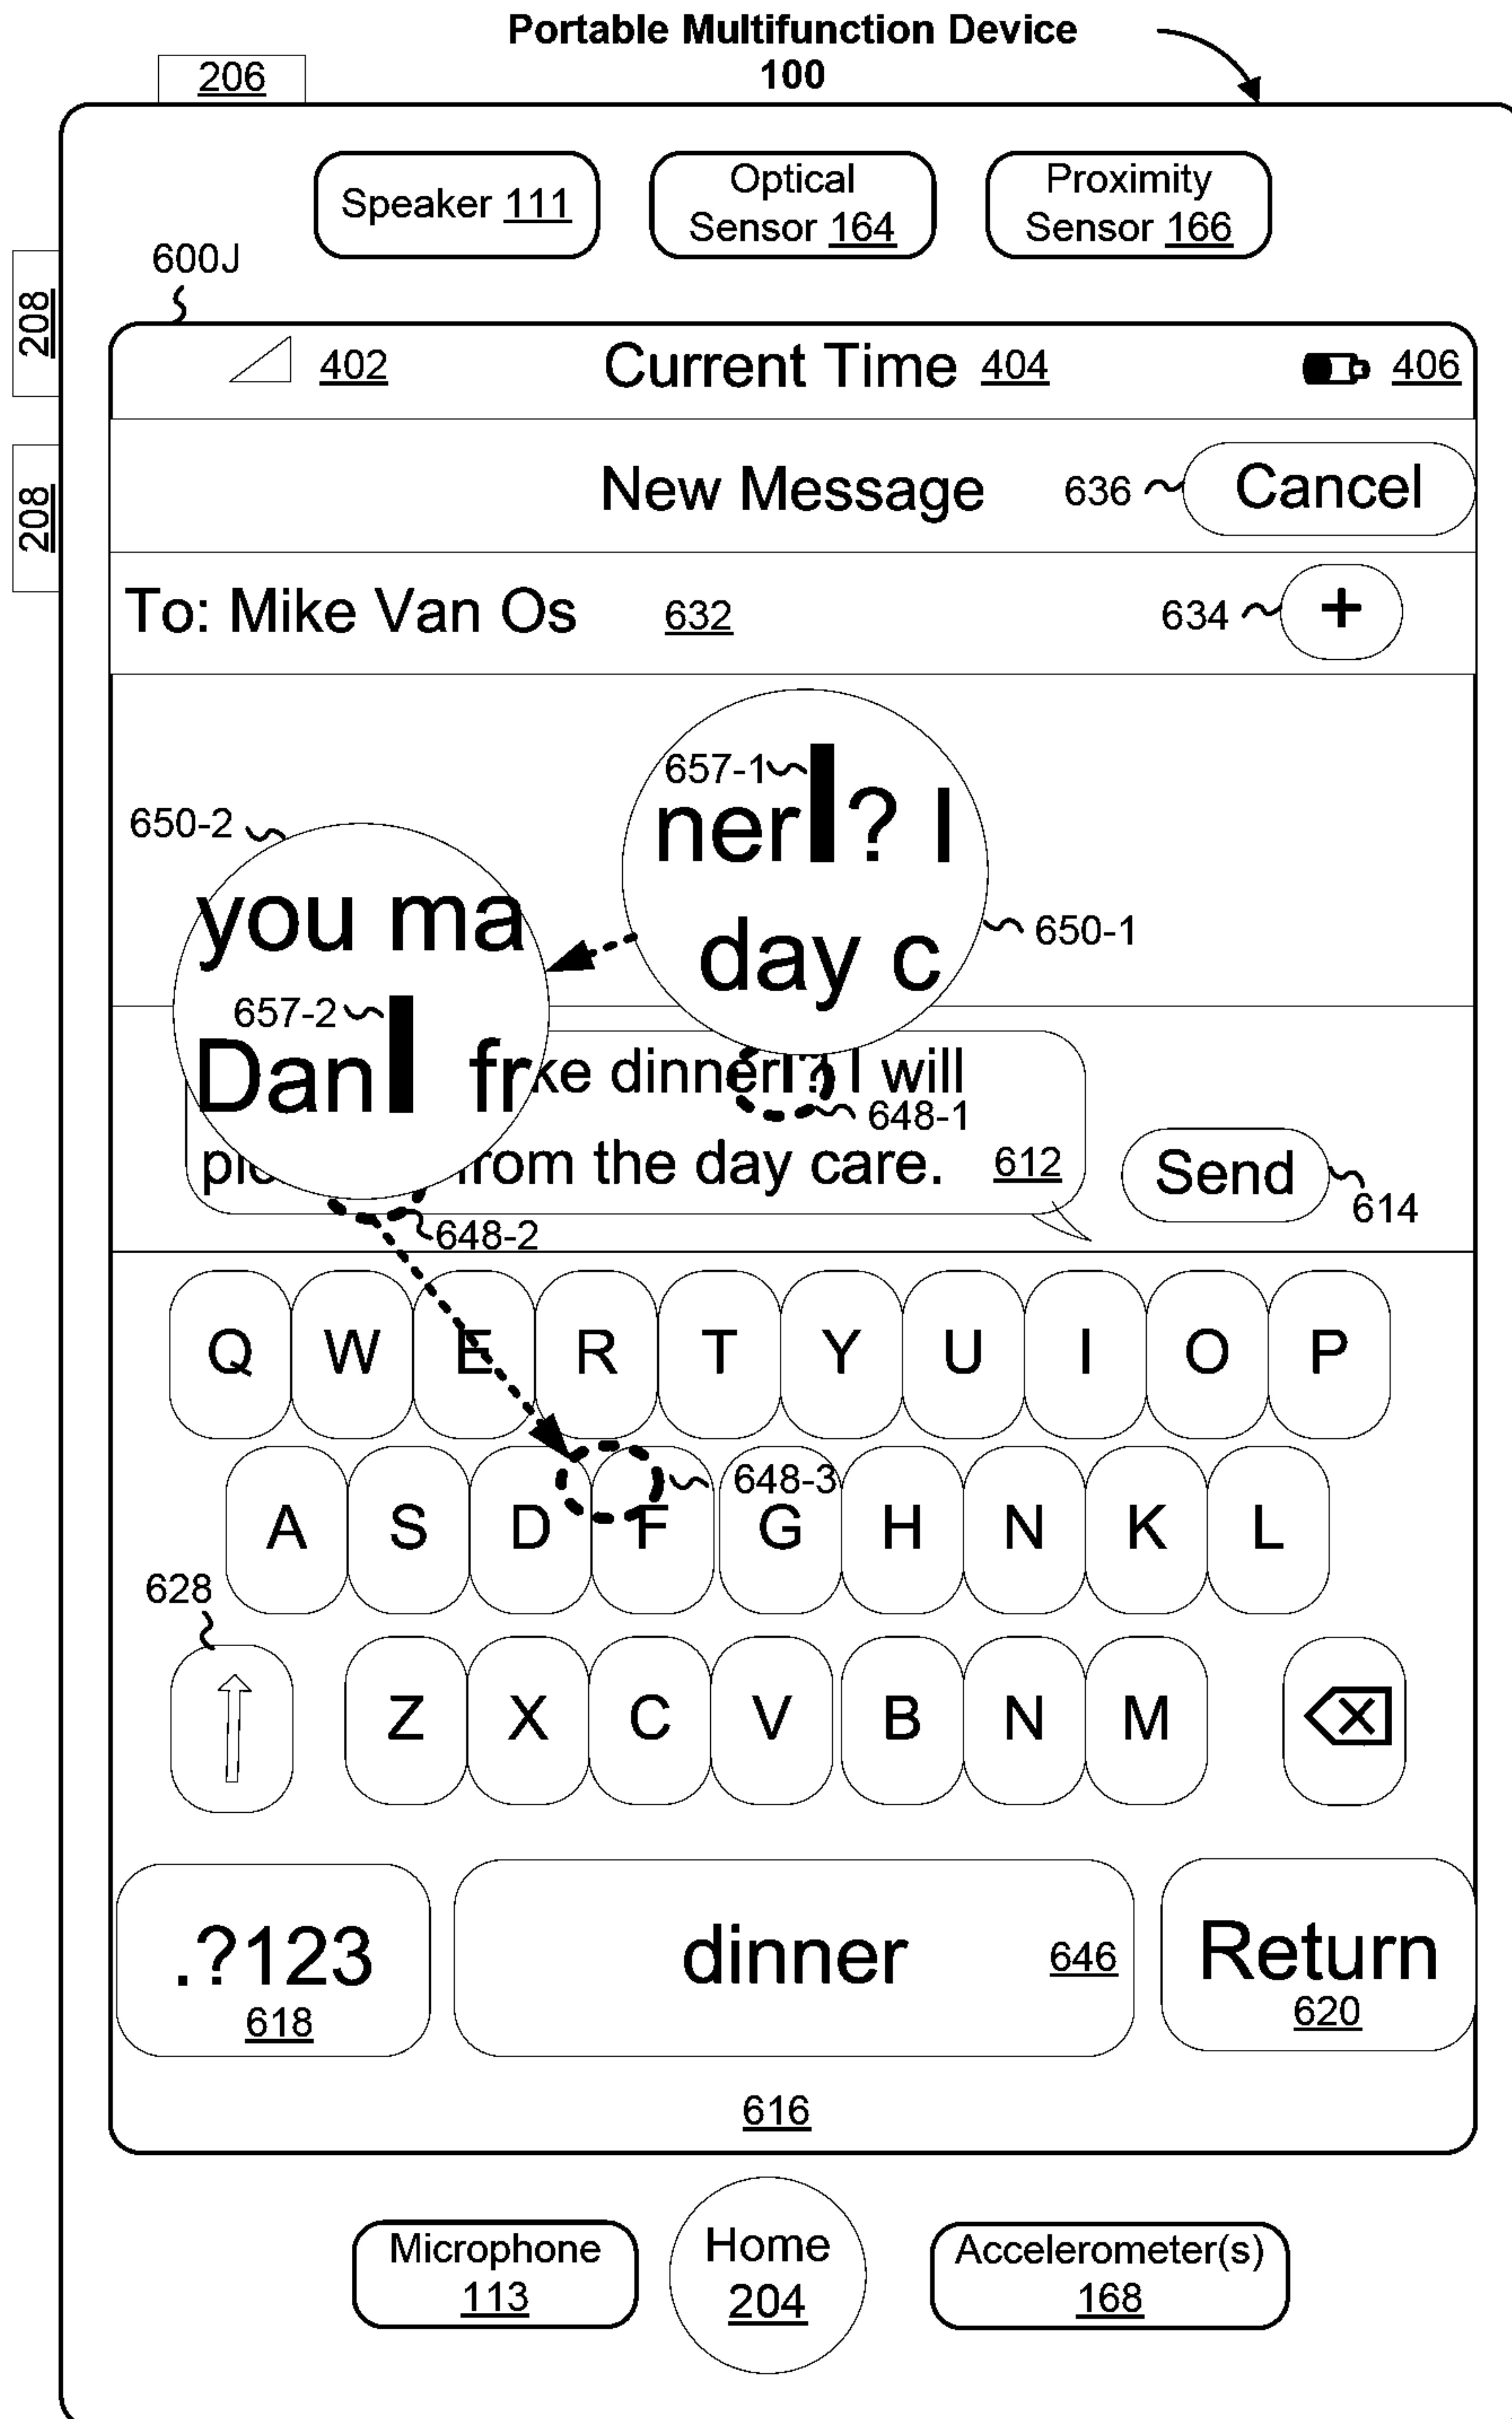 Portable Multifunction Device
100
206
Speaker 111
Optical
Sensor 164
Proximity
Sensor 166
600J
208
208
402
Current Time 404
406
New Message
636
Cancel
To: Mike Van Os
632
634
+
657-1
ner? I
day c
650-1
650-2
you ma
657-2
Dan fr
ke dinner? I will
648-1
from the day care.
612
Send
614
648-2
Q W E R T Y U I O P
648-3
A S D F G H N K L
628
Z X C V B N M
.?123
618
dinner
646
Return
620
616
Microphone
113
Home
204
Accelerometer(s)
168